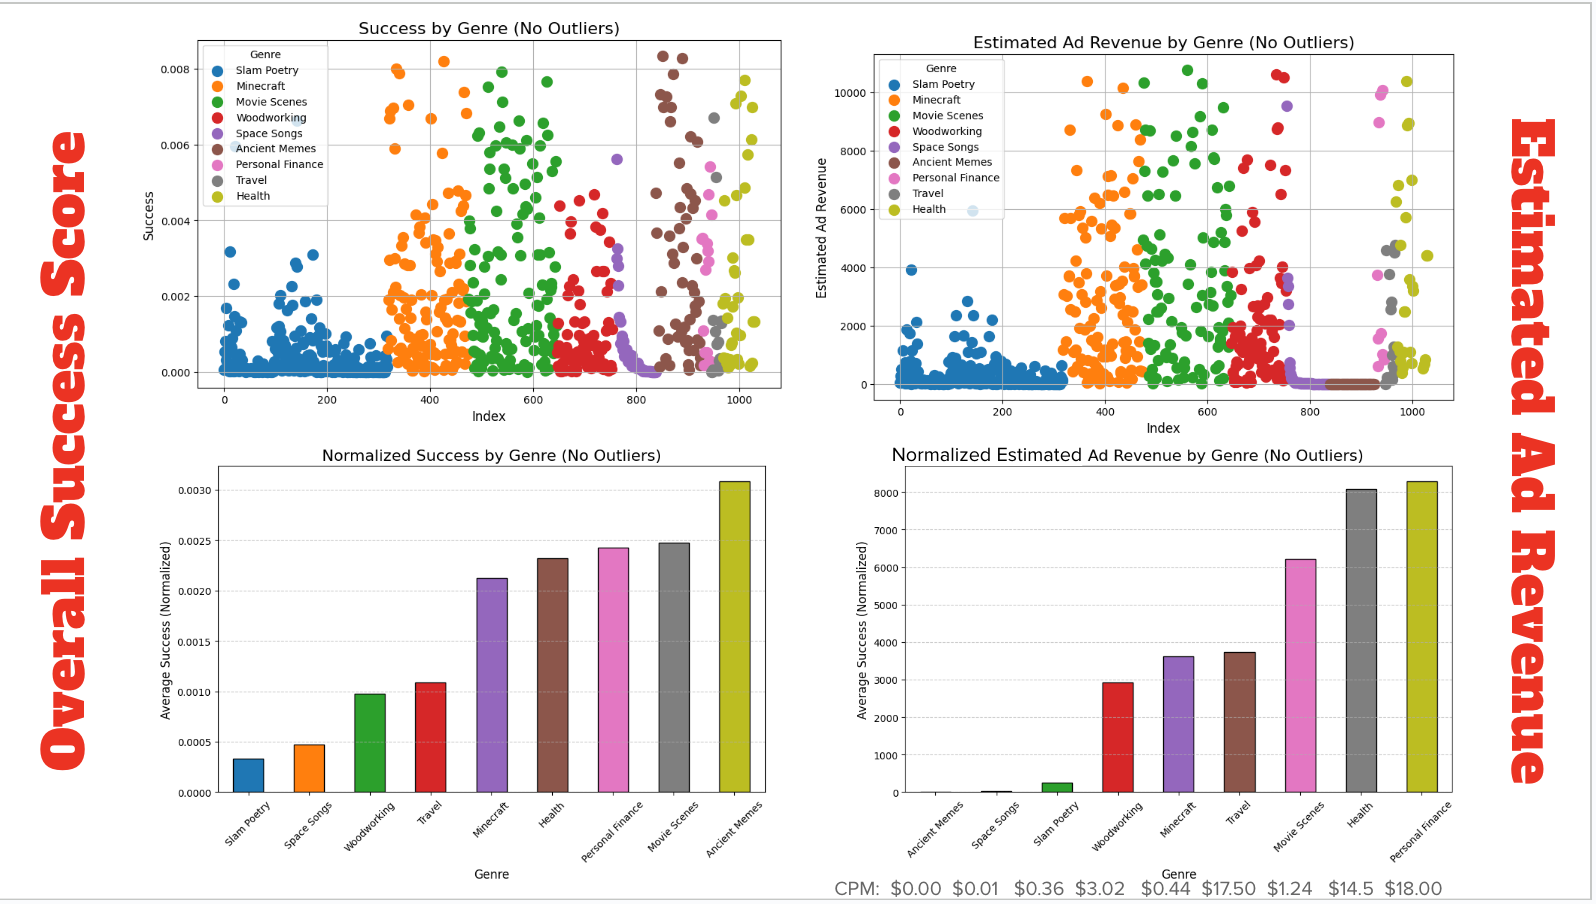 Overall Success Score
Success by Genre (No Outliers)
Success
0.008
0.006
0.004
0.002
0.000
Genre
Slam Poetry
Minecraft
Movie Scenes
Woodworking
Space Songs
Ancient Memes
Personal Finance
Travel
Health
0 200 400 600 800 1000
Index
Estimated Ad Revenue by Genre (No Outliers)
Estimated Ad Revenue
10000
8000
6000
4000
2000
0
Genre
Slam Poetry
Minecraft
Movie Scenes
Woodworking
Space Songs
Ancient Memes
Personal Finance
Travel
Health
0 200 400 600 800 1000
Index
Estimated Ad Revenue
Normalized Success by Genre (No Outliers)
Average Success (Normalized)
0.0030
0.0025
0.0020
0.0015
0.0010
0.0005
0.0000
Slam Poetry Space Songs Woodworking Travel Minecraft Health Personal Finance Movie Scenes Ancient Memes
Genre
Normalized Estimated Ad Revenue by Genre (No Outliers)
Average Success (Normalized)
8000
7000
6000
5000
4000
3000
2000
1000
0
Ancient Memes Space Songs Slam Poetry Woodworking Minecraft Travel Movie Scenes Health Personal Finance
Genre
CPM: $0.00 $0.01 $0.36 $3.02 $0.44 $17.50 $1.24 $14.5 $18.00